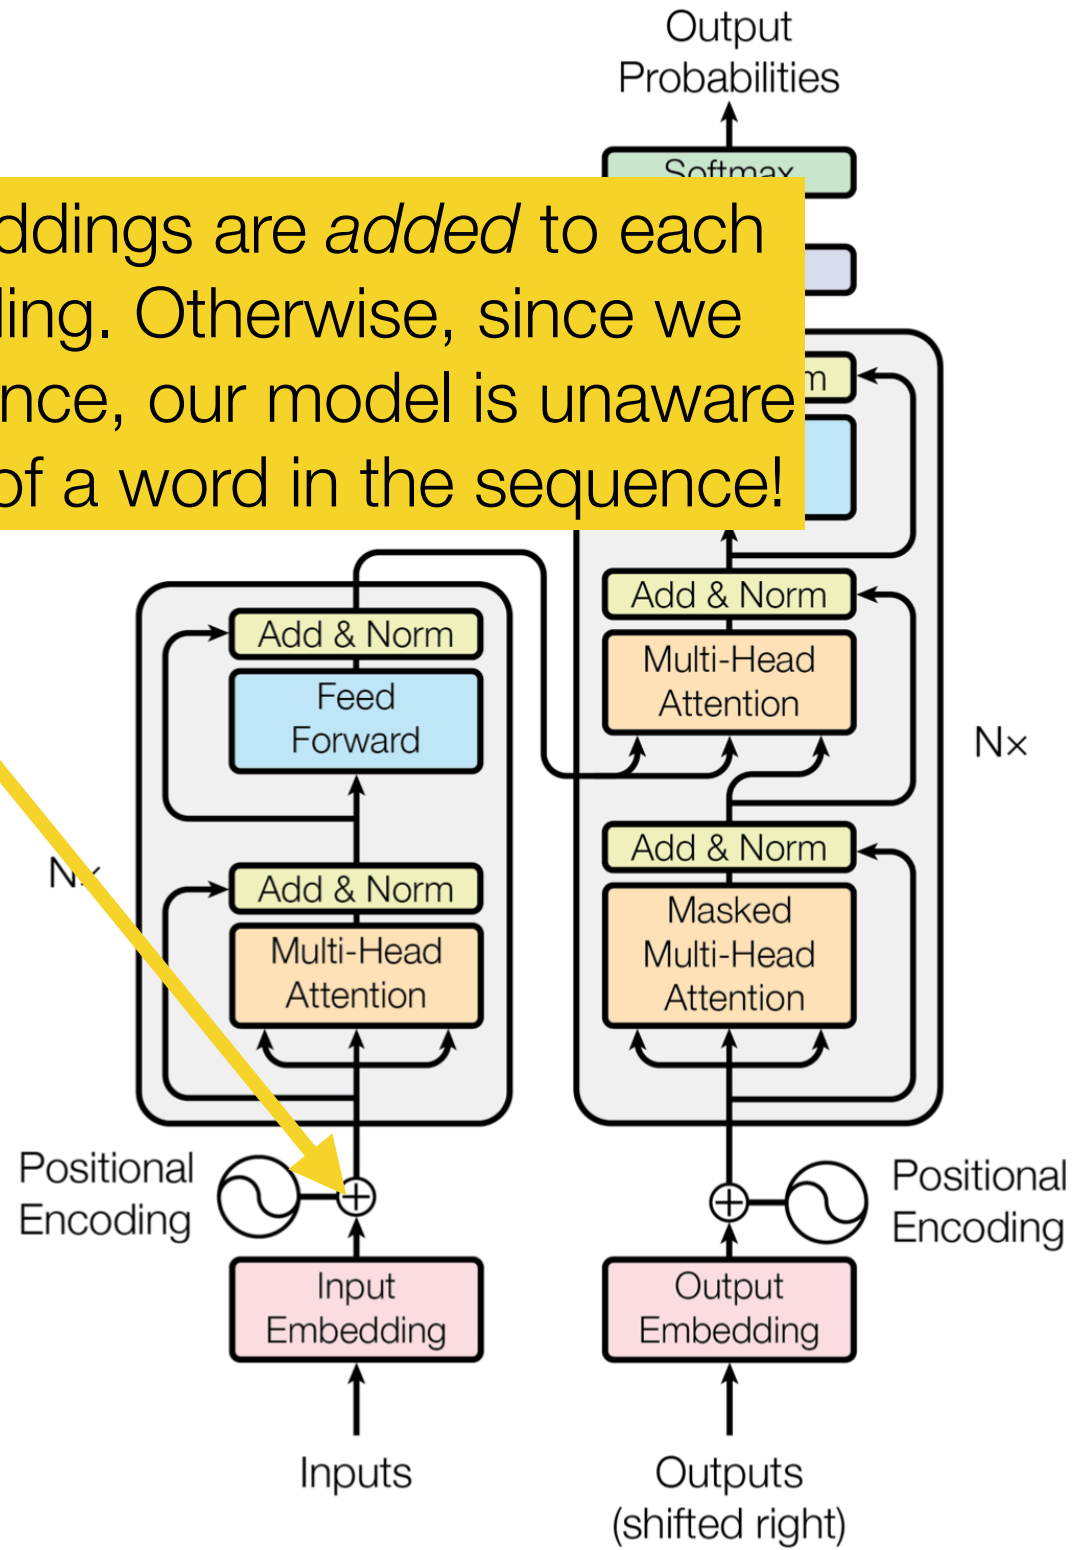 Output
Probabilities
Softmax
ddings are added to each
ling. Otherwise, since we
nce, our model is unaware
of a word in the sequence!
m
Add & Norm
Multi-Head
Attention
Add & Norm
Feed
Forward
N×
Add & Norm
Masked
Multi-Head
Attention
N×
Add & Norm
Multi-Head
Attention
Positional
Encoding
Positional
Encoding
Input
Embedding
Output
Embedding
Inputs
Outputs
(shifted right)